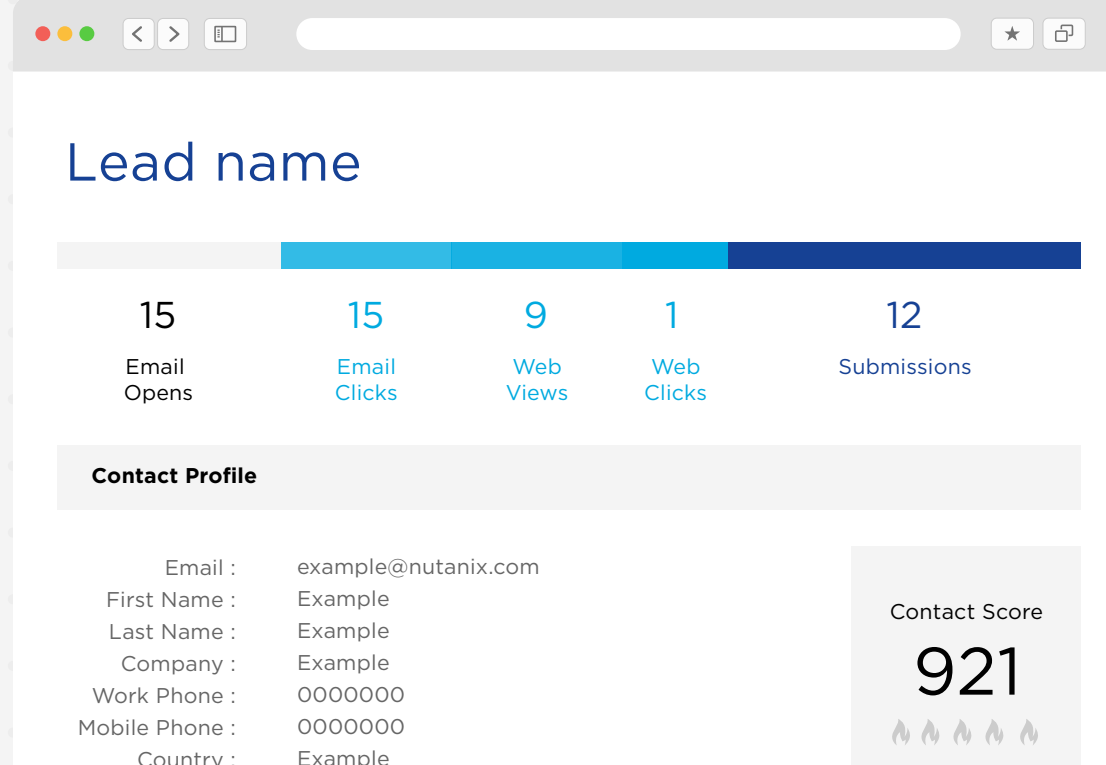 Lead name
15 15 9 1 12
Email Email Web Web Submissions
Opens Clicks Views Clicks
Contact Profile
Email : example@nutanix.com
First Name : Example
Last Name : Example
Company : Example
Work Phone : 0000000
Mobile Phone : 0000000
Country : Example
Contact Score
921